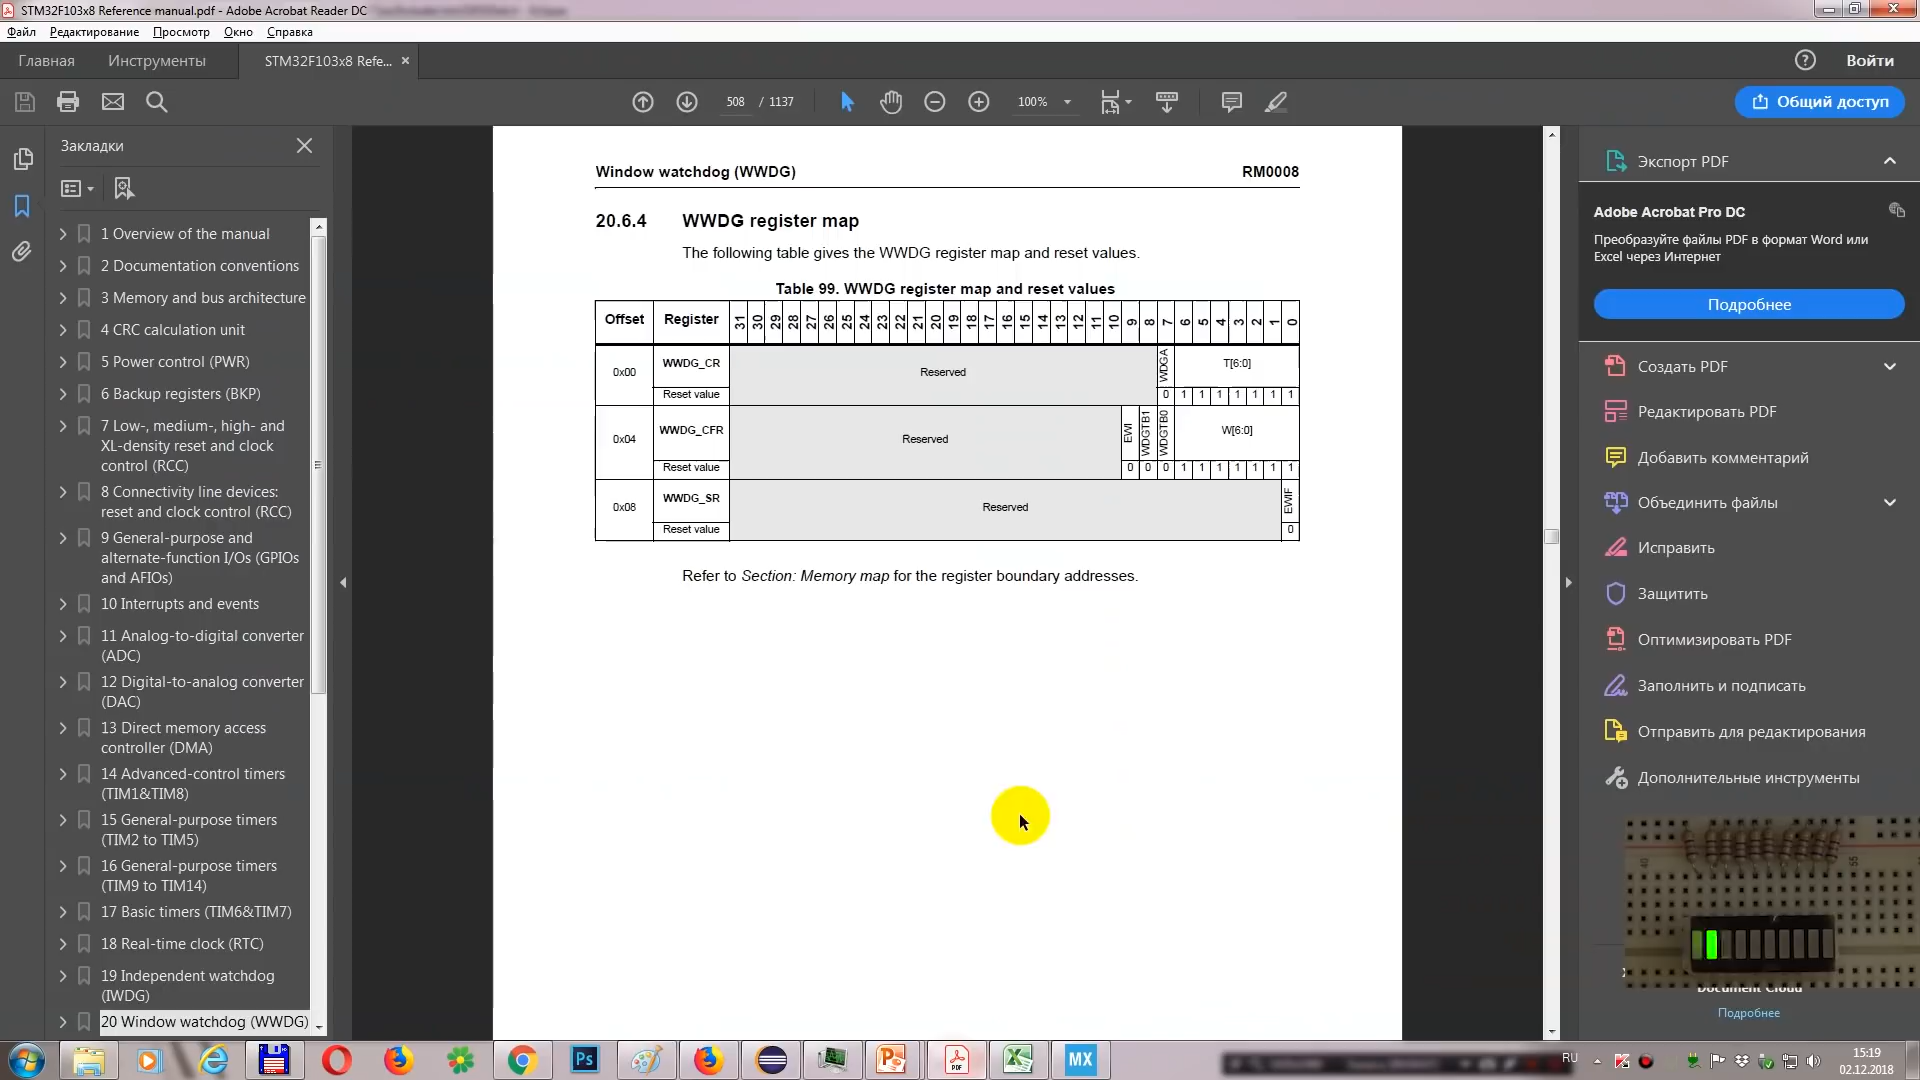 STM32F103x8 Reference manual.pdf - Adobe Acrobat Reader DC
Файл Редактирование Просмотр Окно Справка
Главная Инструменты STM32F103x8 Refe... × Войти
508 / 1137 100% Общий доступ
Закладки
1 Overview of the manual
2 Documentation conventions
3 Memory and bus architecture
4 CRC calculation unit
5 Power control (PWR)
6 Backup registers (BKP)
7 Low-, medium-, high- and
XL-density reset and clock
control (RCC)
8 Connectivity line devices:
reset and clock control (RCC)
9 General-purpose and
alternate-function I/Os (GPIOs
and AFIOs)
10 Interrupts and events
11 Analog-to-digital converter
(ADC)
12 Digital-to-analog converter
(DAC)
13 Direct memory access
controller (DMA)
14 Advanced-control timers
(TIM1&TIM8)
15 General-purpose timers
(TIM2 to TIM5)
16 General-purpose timers
(TIM9 to TIM14)
17 Basic timers (TIM6&TIM7)
18 Real-time clock (RTC)
19 Independent watchdog
(IWDG)
20 Window watchdog (WWDG)
Window watchdog (WWDG) RM0008
20.6.4 WWDG register map
The following table gives the WWDG register map and reset values.
Table 99. WWDG register map and reset values
Offset Register 31 30 29 28 27 26 25 24 23 22 21 20 19 18 17 16 15 14 13 12 11 10 9 8 7 6 5 4 3 2 1 0
0x00 WWDG_CR Reserved WDGA T[6:0]
Reset value 0 1 1 1 1 1 1 1
0x04 WWDG_CFR Reserved EWI WDGTB1 WDGTB0 W[6:0]
Reset value 0 0 0 1 1 1 1 1 1 1
0x08 WWDG_SR Reserved EWIF
Reset value 0
Refer to Section: Memory map for the register boundary addresses.
Экспорт PDF
Adobe Acrobat Pro DC
Преобразуйте файлы PDF в формат Word или
Excel через Интернет
Подробнее
Создать PDF
Редактировать PDF
Добавить комментарий
Объединить файлы
Исправить
Защитить
Оптимизировать PDF
Заполнить и подписать
Отправить для редактирования
Дополнительные инструменты
Document Cloud
Подробнее
Ps PDF MX
RU
15:19
02.12.2018